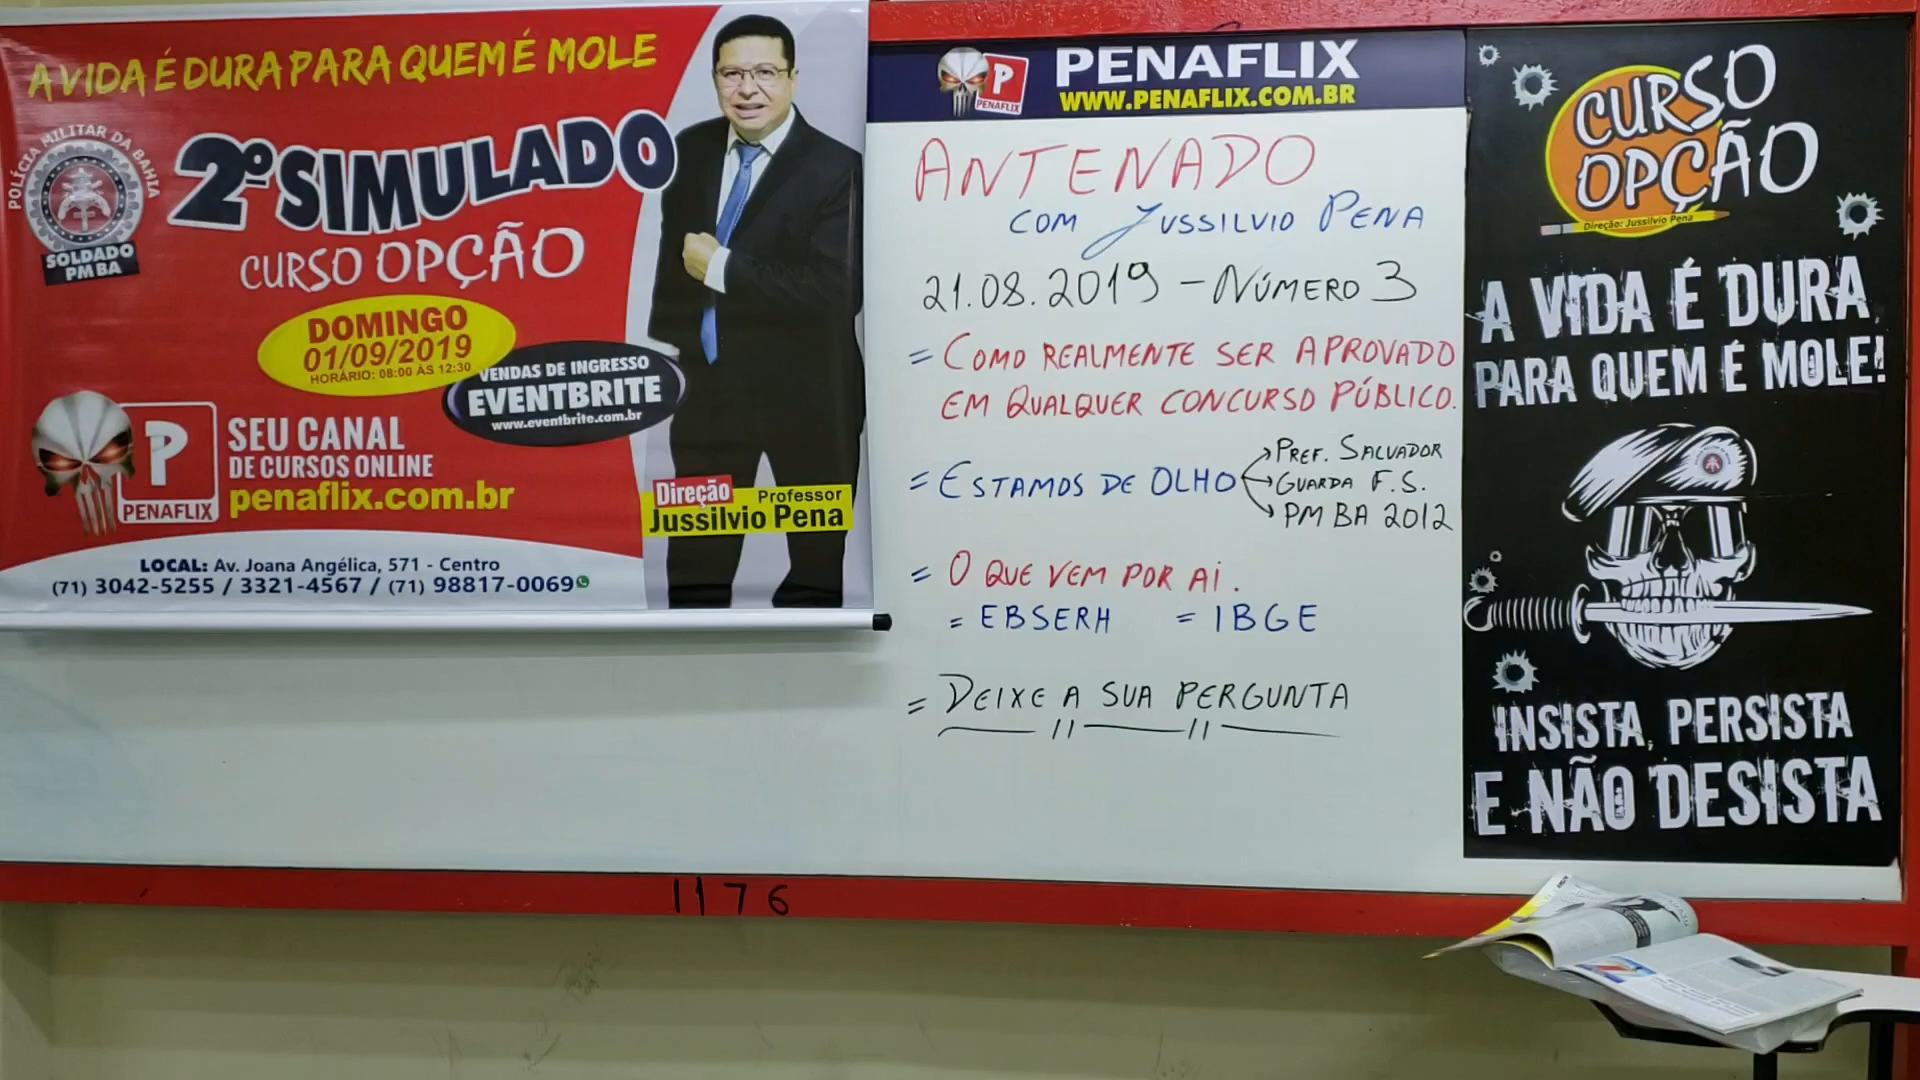 A VIDA É DURA PARA QUEM É MOLE
POLÍCIA MILITAR DA BAHIA
SOLDADO
PMBA
2º SIMULADO
CURSO OPÇÃO
DOMINGO
01/09/2019
HORÁRIO: 08:00 ÀS 12:30
VENDAS DE INGRESSO
EVENTBRITE
www.eventbrite.com.br
P
PENAFLIX
SEU CANAL
DE CURSOS ONLINE
penaflix.com.br
Direção Professor
Jussilvio Pena
LOCAL: Av. Joana Angélica, 571 - Centro
(71) 3042-5255 / 3321-4567 / (71) 98817-0069
P
PENAFLIX
PENAFLIX
WWW.PENAFLIX.COM.BR
ANTENADO
COM JUSSILVIO PENA
21.08.2019 - NÚMERO 3
= COMO REALMENTE SER APROVADO
EM QUALQUER CONCURSO PÚBLICO.
= ESTAMOS DE OLHO
PREF. SALVADOR
GUARDA F.S.
PM BA 2012
= O QUE VEM POR AÍ.
= EBSERH = IBGE
= DEIXE A SUA PERGUNTA
1176
CURSO
OPÇÃO
Direção: Jussilvio Pena
A VIDA É DURA
PARA QUEM É MOLE!
INSISTA, PERSISTA
E NÃO DESISTA